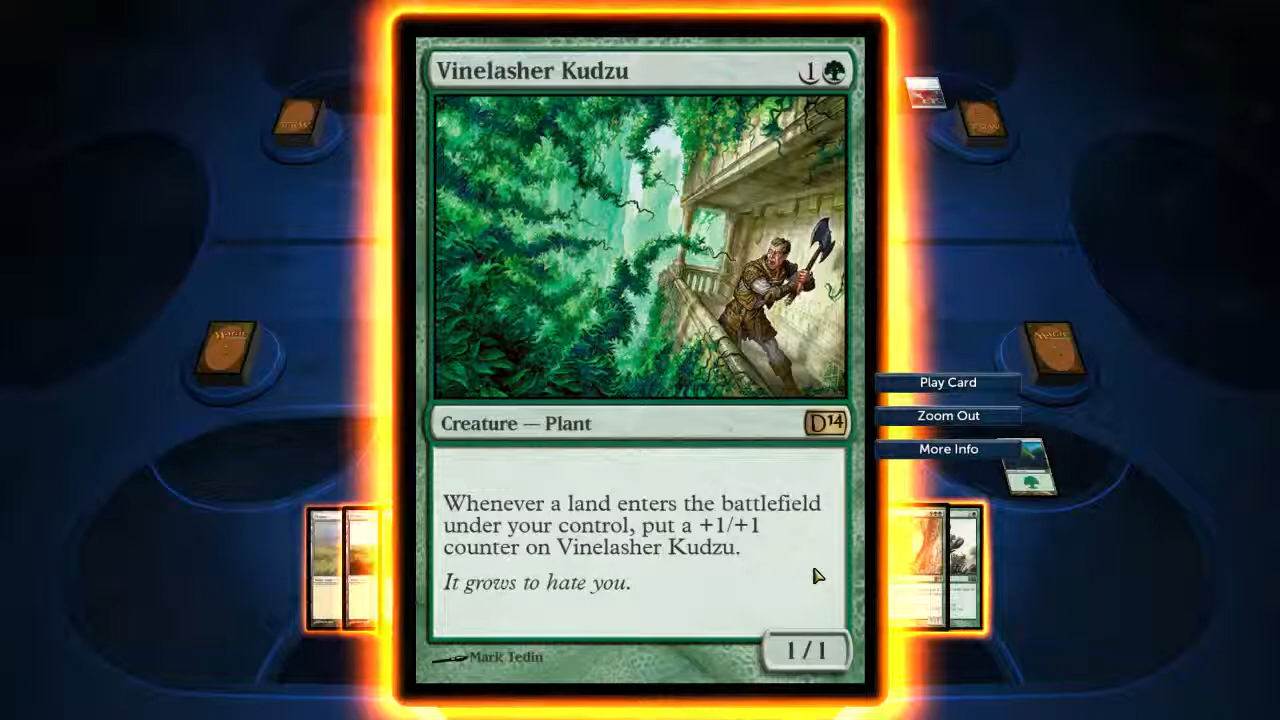 Vinelasher Kudzu 1
Play Card
Zoom Out
Creature — Plant D14
More Info
Whenever a land enters the battlefield
under your control, put a +1/+1
counter on Vinelasher Kudzu.
It grows to hate you.
1/1
Mark Tedin